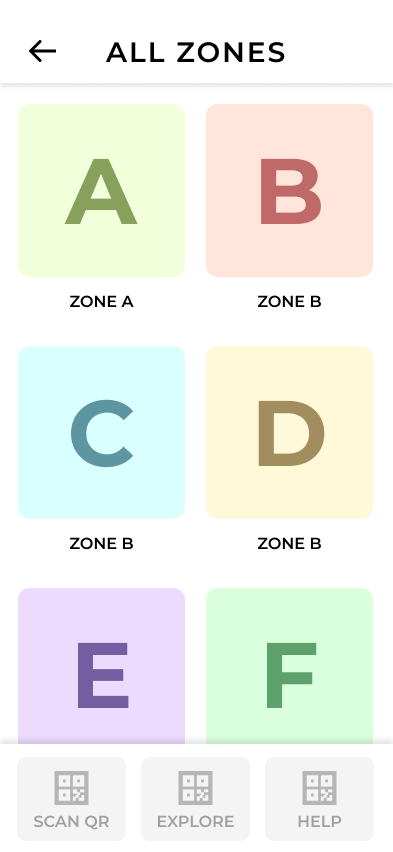 ALL ZONES
A
B
ZONE A
ZONE B
C
D
ZONE B
ZONE B
E
F
SCAN QR
EXPLORE
HELP